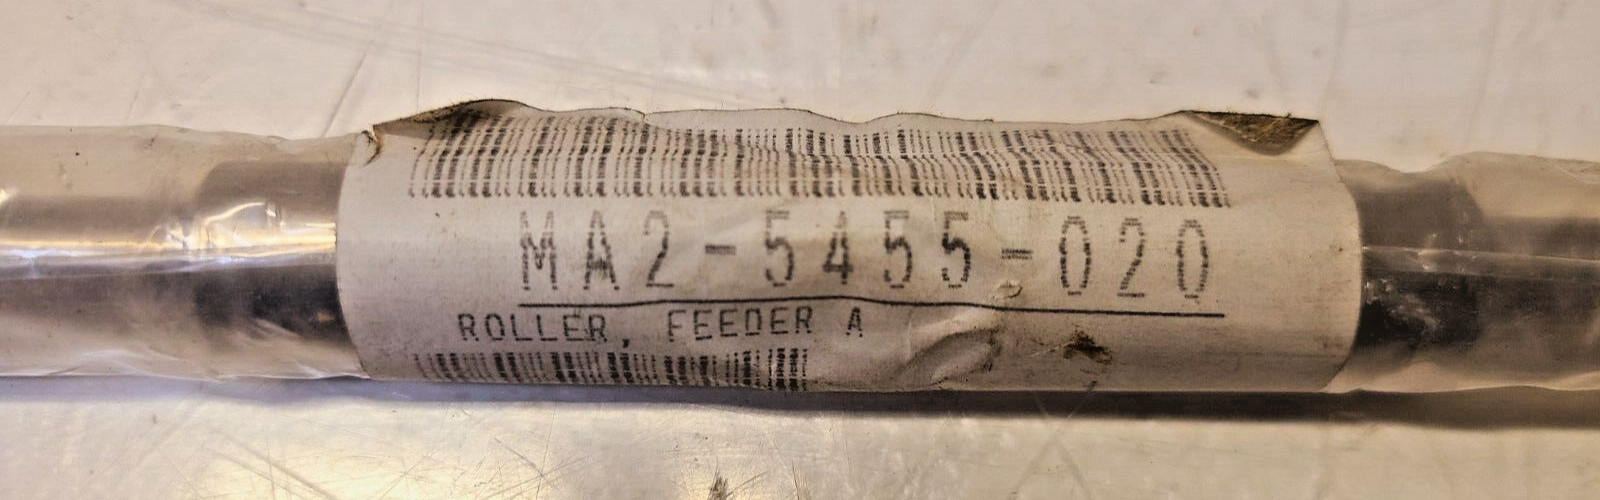 MA2-5455-020
ROLLER, FEEDER A